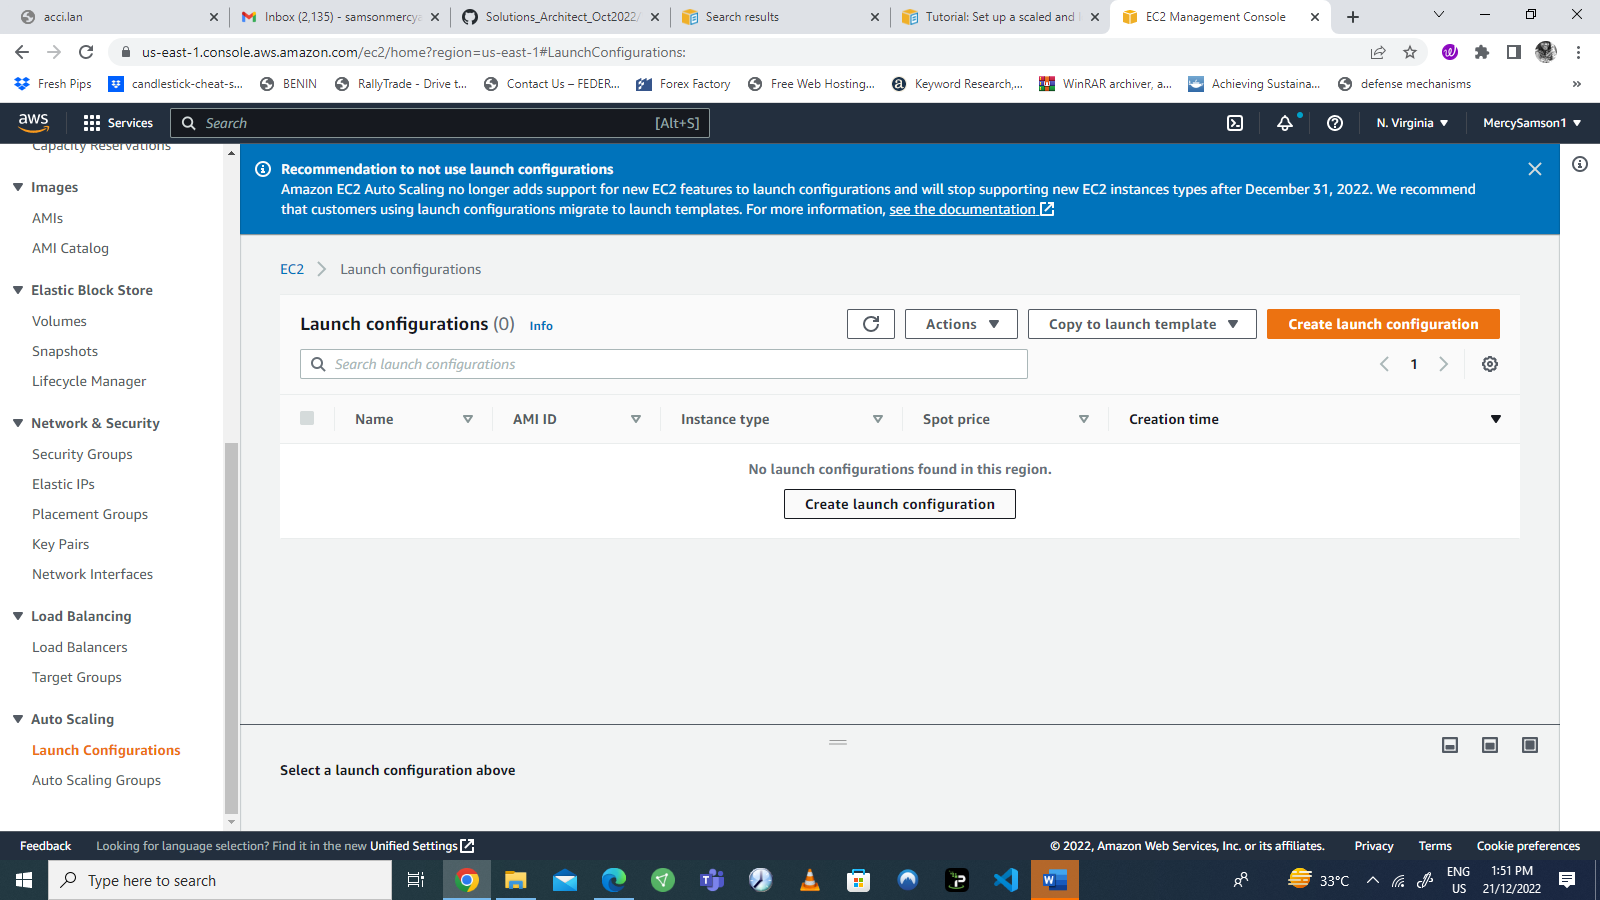 acci.lan
Inbox (2,135) - samsonmercya
Solutions_Architect_Oct2022/
Search results
Tutorial: Set up a scaled and l
EC2 Management Console
us-east-1.console.aws.amazon.com/ec2/home?region=us-east-1#LaunchConfigurations:
Fresh Pips
candlestick-cheat-s...
BENIN
RallyTrade - Drive t...
Contact Us – FEDER...
Forex Factory
Free Web Hosting...
Keyword Research,...
WinRAR archiver, a...
Achieving Sustaina...
defense mechanisms
»
aws
Services
Search
[Alt+S]
N. Virginia
MercySamson1
Capacity Reservations
Images
AMIs
AMI Catalog
Elastic Block Store
Volumes
Snapshots
Lifecycle Manager
Network & Security
Security Groups
Elastic IPs
Placement Groups
Key Pairs
Network Interfaces
Load Balancing
Load Balancers
Target Groups
Auto Scaling
Launch Configurations
Auto Scaling Groups
Recommendation to not use launch configurations
Amazon EC2 Auto Scaling no longer adds support for new EC2 features to launch configurations and will stop supporting new EC2 instances types after December 31, 2022. We recommend
that customers using launch configurations migrate to launch templates. For more information, see the documentation
EC2
Launch configurations
Launch configurations (0)
Info
Actions
Copy to launch template
Create launch configuration
Search launch configurations
1
Name
AMI ID
Instance type
Spot price
Creation time
No launch configurations found in this region.
Create launch configuration
Select a launch configuration above
Feedback
Looking for language selection? Find it in the new Unified Settings
© 2022, Amazon Web Services, Inc. or its affiliates.
Privacy
Terms
Cookie preferences
Type here to search
33°C
ENG
US
1:51 PM
21/12/2022